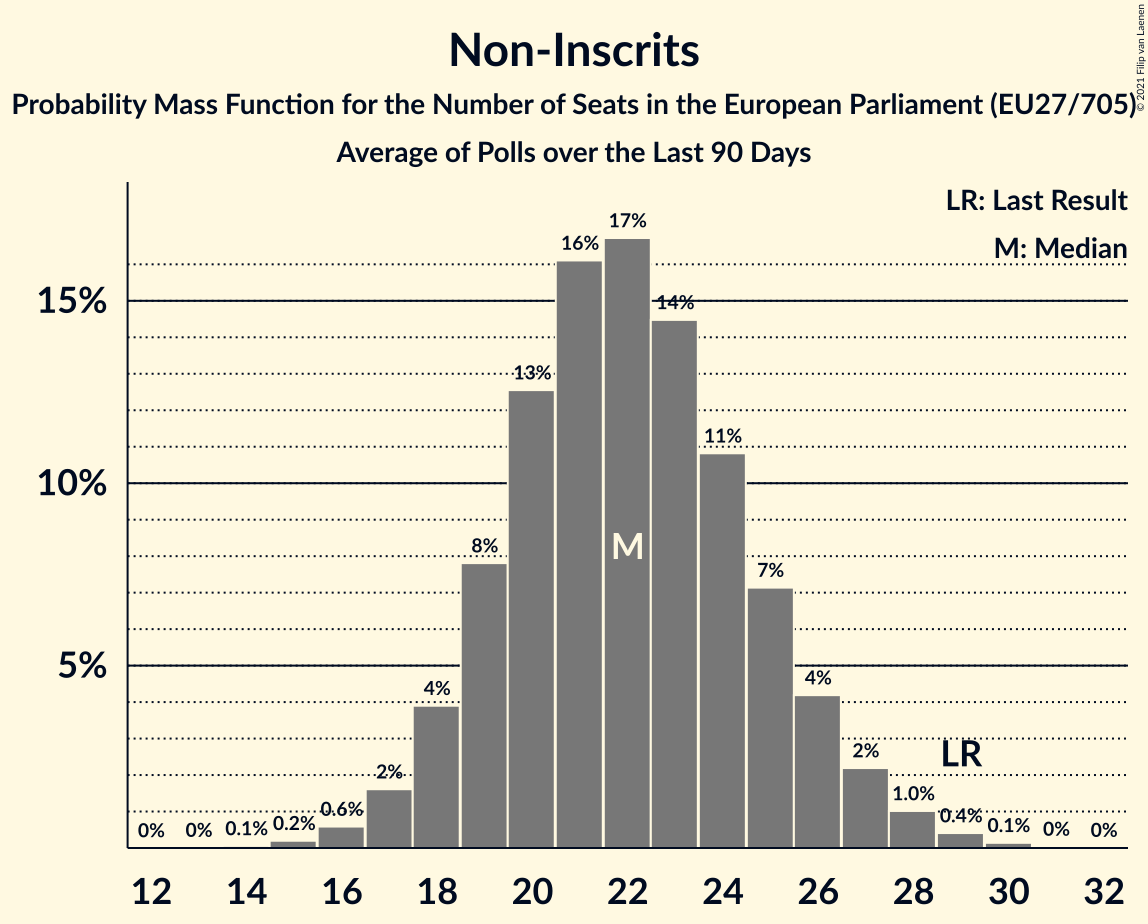 Non-Inscrits
Probability Mass Function for the Number of Seats in the European Parliament (EU27/705)
Average of Polls over the Last 90 Days
© 2021 Filip van Laenen
LR: Last Result
M: Median
17%
16%
15%
14%
13%
11%
10%
8%
M
7%
5%
4%
4%
2%
2%
LR
1.0%
0.6%
0.4%
0% 0% 0.1% 0.2% 0.1% 0% 0%
12 14 16 18 20 22 24 26 28 30 32